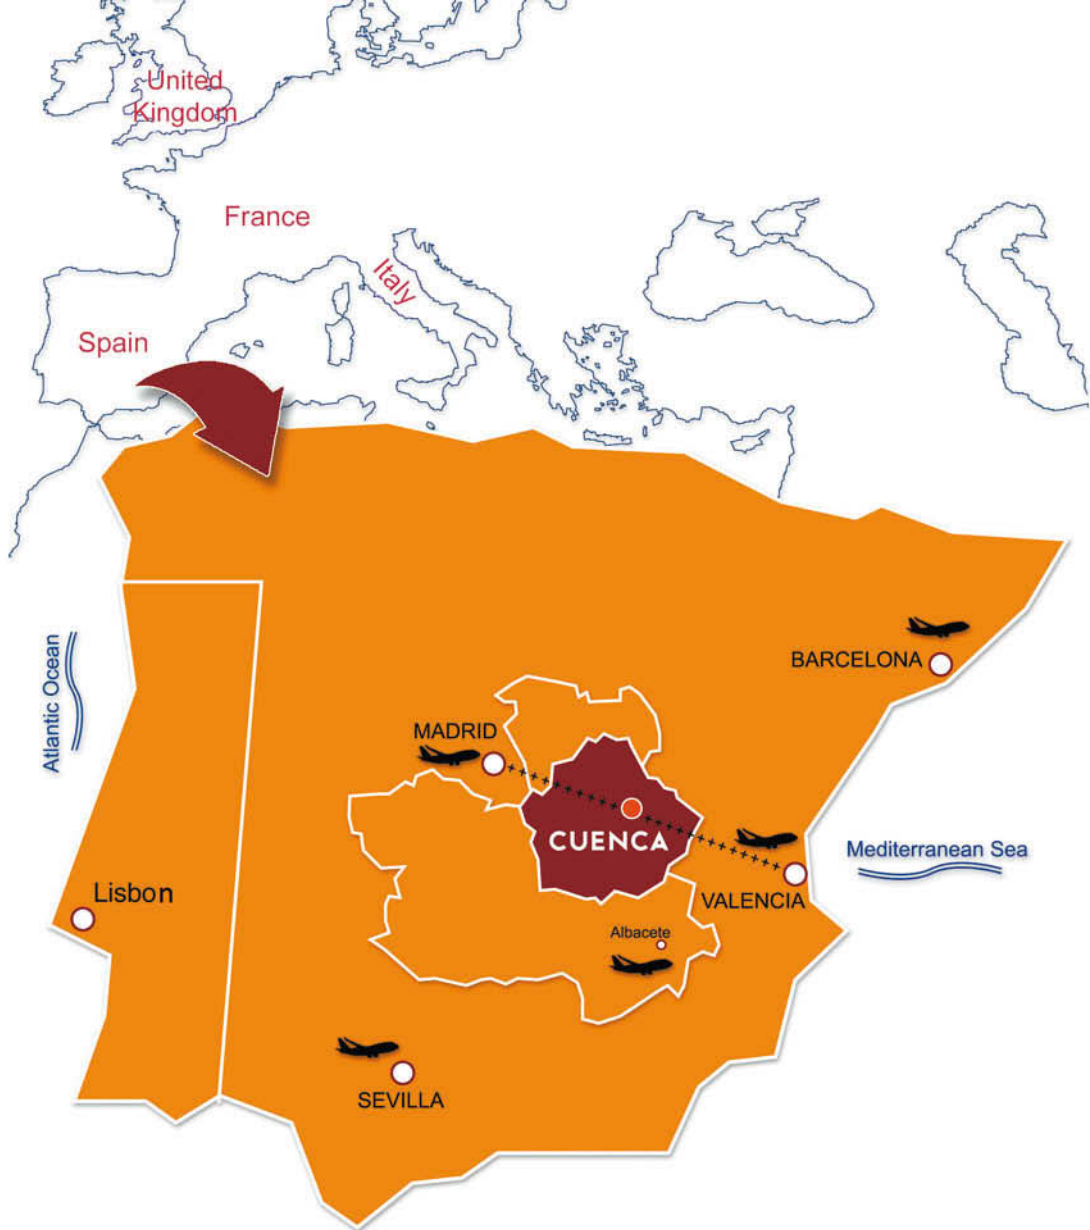 United
Kingdom
France
Italy
Spain
Atlantic Ocean
BARCELONA
MADRID
CUENCA
Mediterranean Sea
VALENCIA
Lisbon
Albacete
SEVILLA